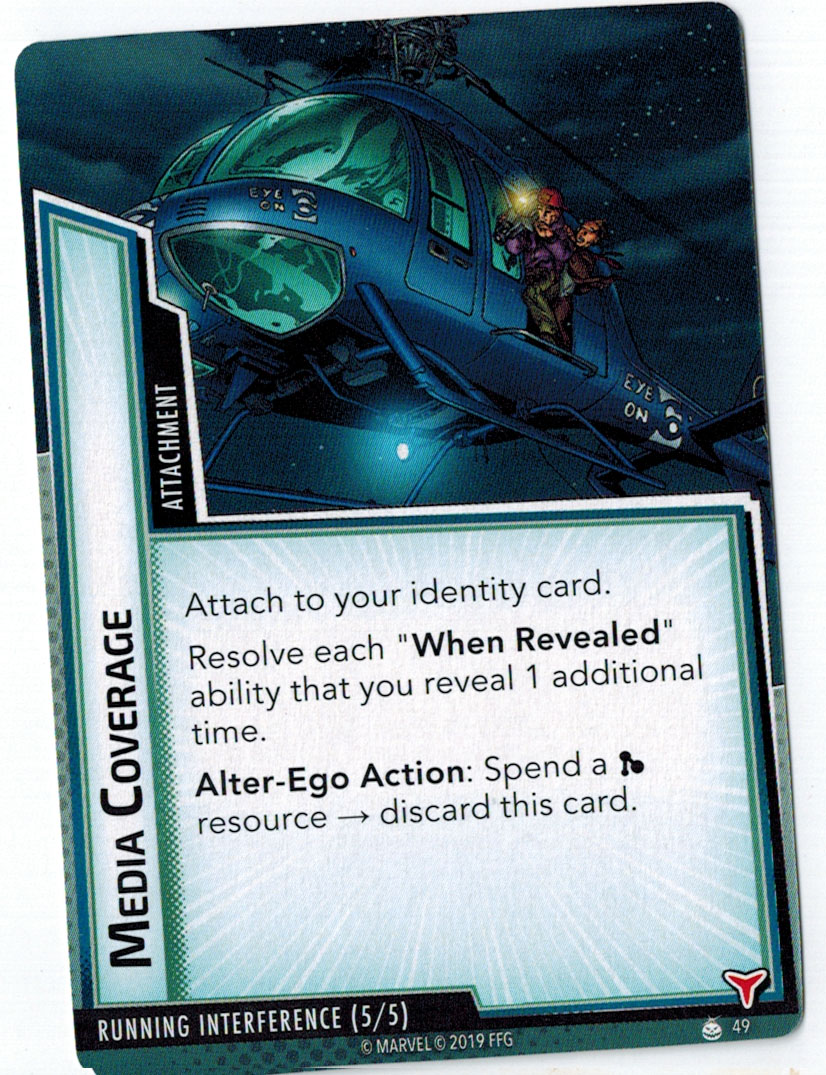 EYE
ON 3
EYE
ON
ATTACHMENT
MEDIA COVERAGE
Attach to your identity card.
Resolve each "When Revealed"
ability that you reveal 1 additional
time.
Alter-Ego Action: Spend a
resource → discard this card.
RUNNING INTERFERENCE (5/5)
© MARVEL © 2019 FFG
49